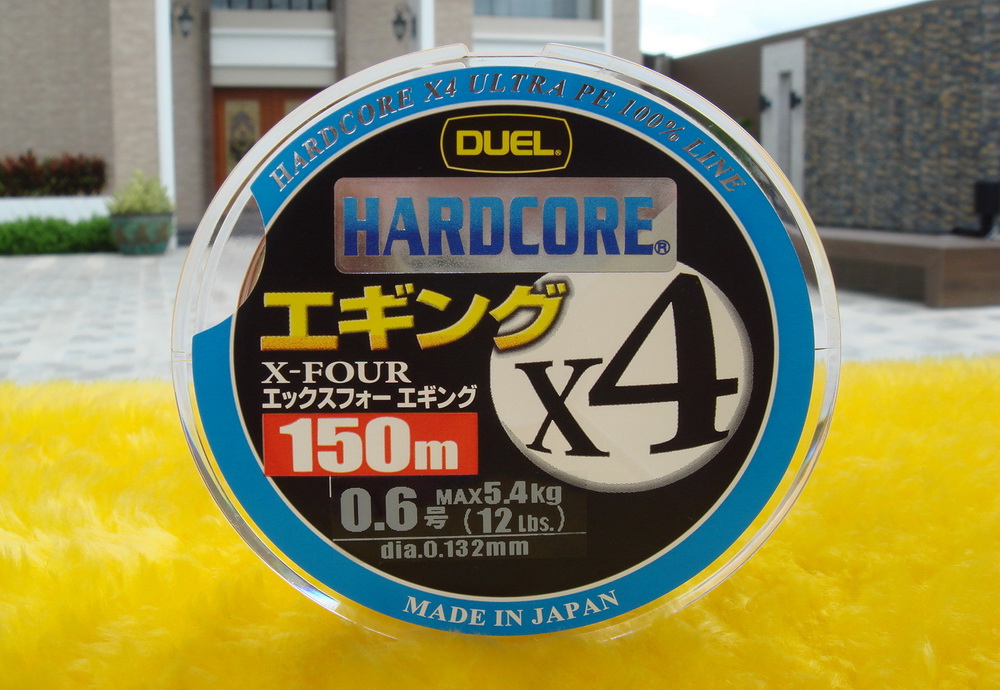 HARDCORE X4 ULTRA PE 100% LINE
DUEL®
HARDCORE®
エギング
X4
X-FOUR
エックスフォー エギング
150m
0.6号 MAX5.4kg
(12 Lbs.)
dia.0.132mm
MADE IN JAPAN